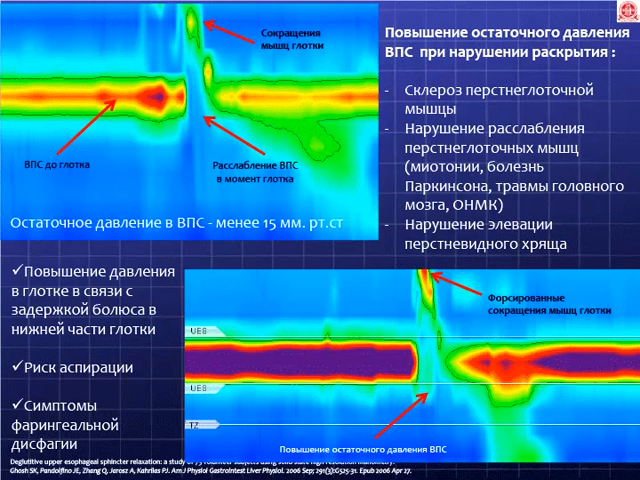 Повышение остаточного давления
ВПС при нарушении раскрытия :
- Склероз перстнеглоточной
мышцы
- Нарушение расслабления
перстнеглоточных мышц
(миотонии, болезнь
Паркинсона, травмы головного
мозга, ОНМК)
- Нарушение элевации
перстневидного хряща
Сокращения
мышц глотки
ВПС до глотка
Расслабление ВПС
в момент глотка
Остаточное давление в ВПС - менее 15 мм. рт.ст
✓Повышение давления
в глотке в связи с
задержкой болюса в
нижней части глотки
✓Риск аспирации
✓Симптомы
фарингеальной
дисфагии
Форсированные
сокращения мышц глотки
UEB
UEB
TZ
Повышение остаточного давления ВПС
Deglutitive upper esophageal sphincter relaxation: a study of 75 volunteer subjects using solid-state high-resolution manometry.
Ghosh SK, Pandolfino JE, Zhang Q, Jarosz A, Kahrilas PJ. Am J Physiol Gastrointest Liver Physiol. 2006 Sep; 291(3):G525-31. Epub 2006 Apr 27.